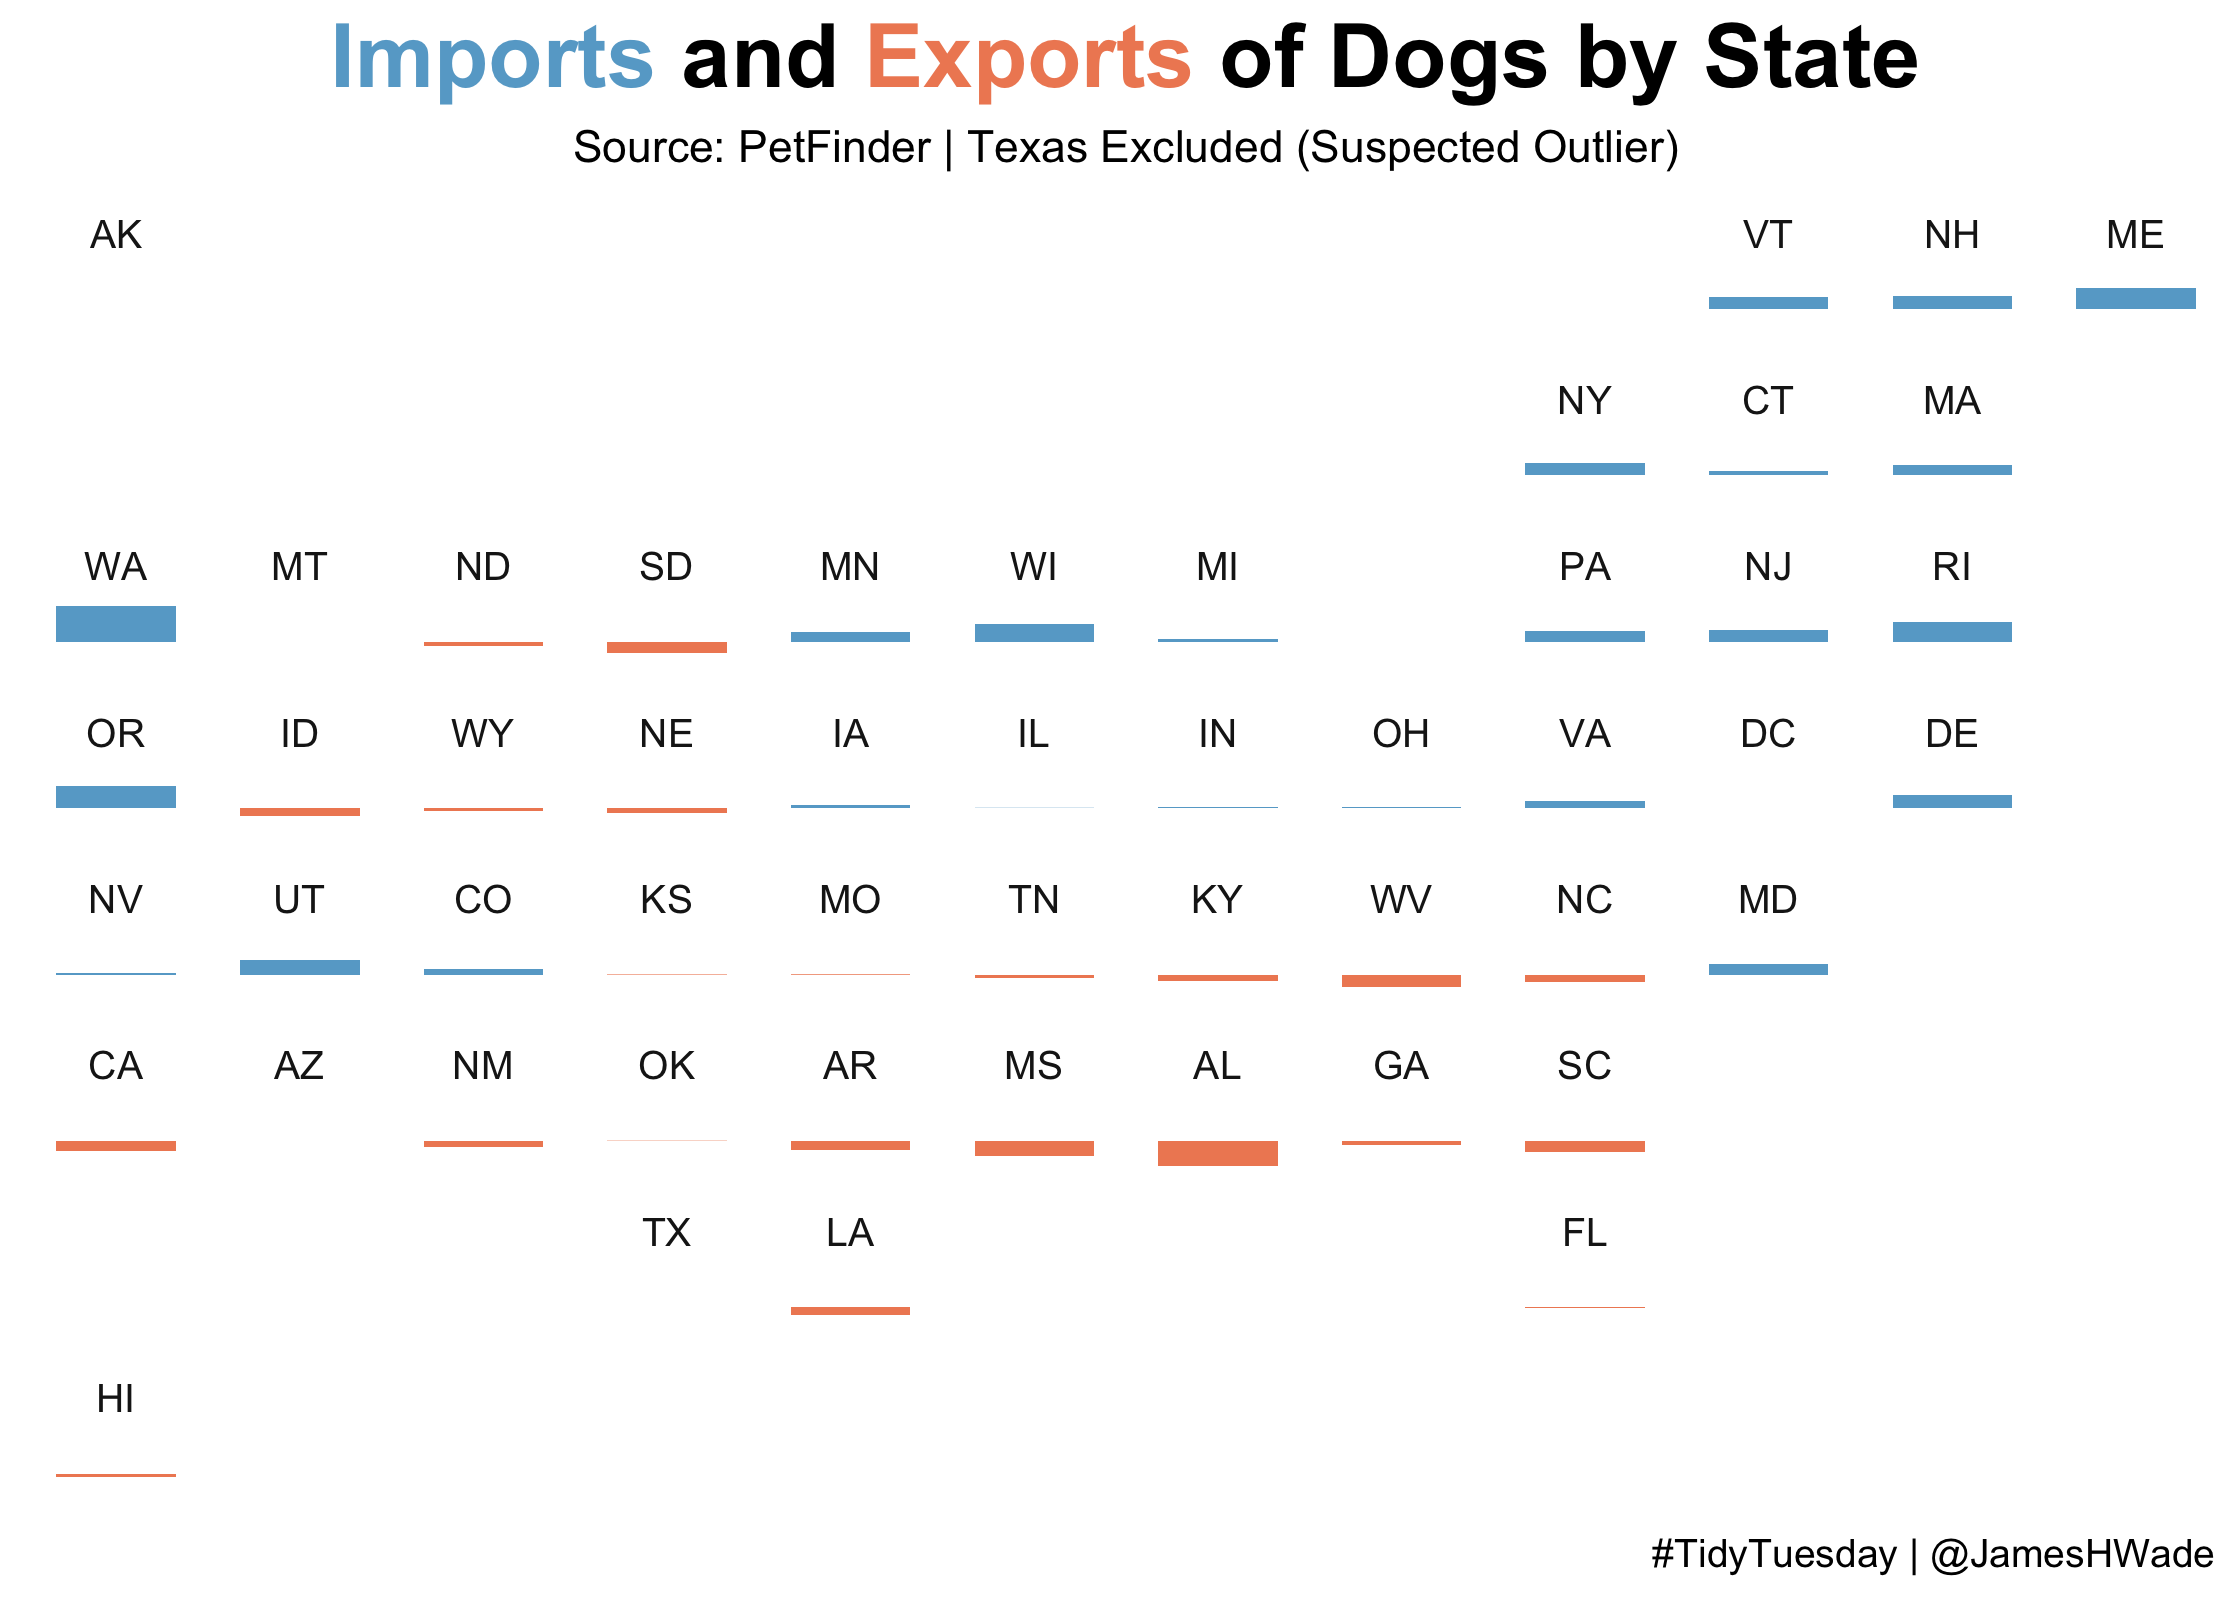 Imports and Exports of Dogs by State
Source: PetFinder | Texas Excluded (Suspected Outlier)
AK VT NH ME
NY CT MA
WA MT ND SD MN WI MI PA NJ RI
OR ID WY NE IA IL IN OH VA DC DE
NV UT CO KS MO TN KY WV NC MD
CA AZ NM OK AR MS AL GA SC
TX LA FL
HI
#TidyTuesday | @JamesHWade